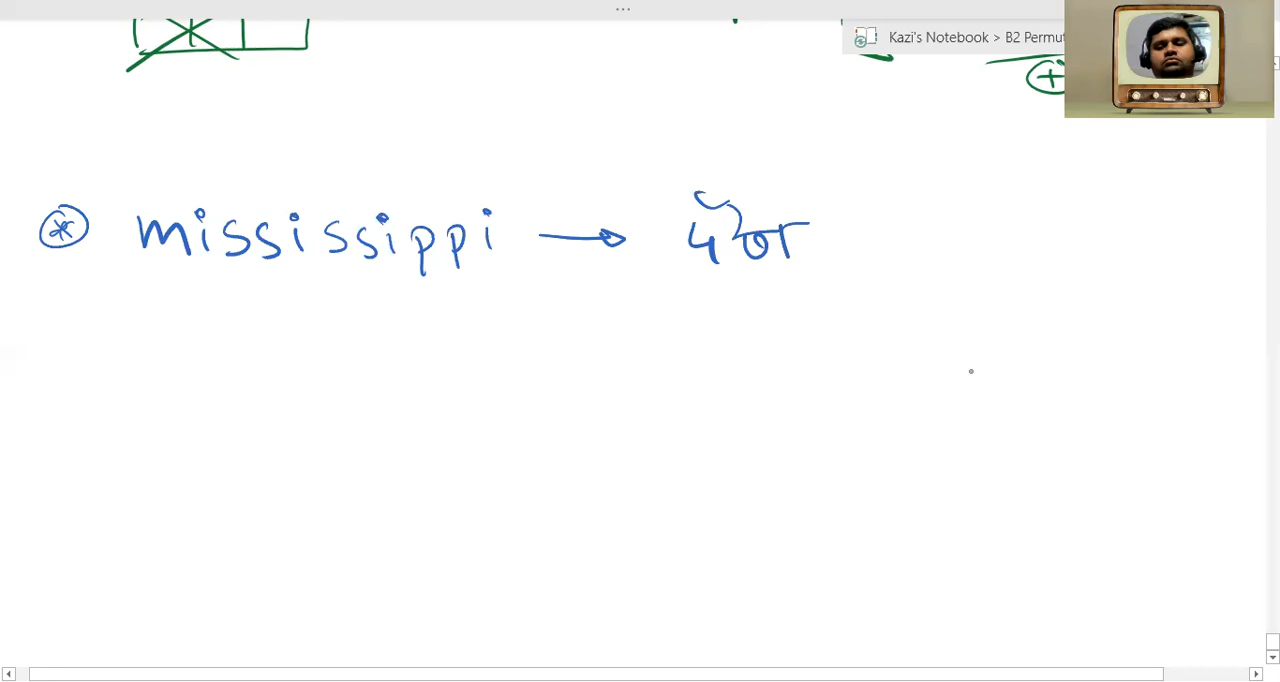 Kazi's Notebook > B2 Permut
⊛ mississippi → 4টা
+